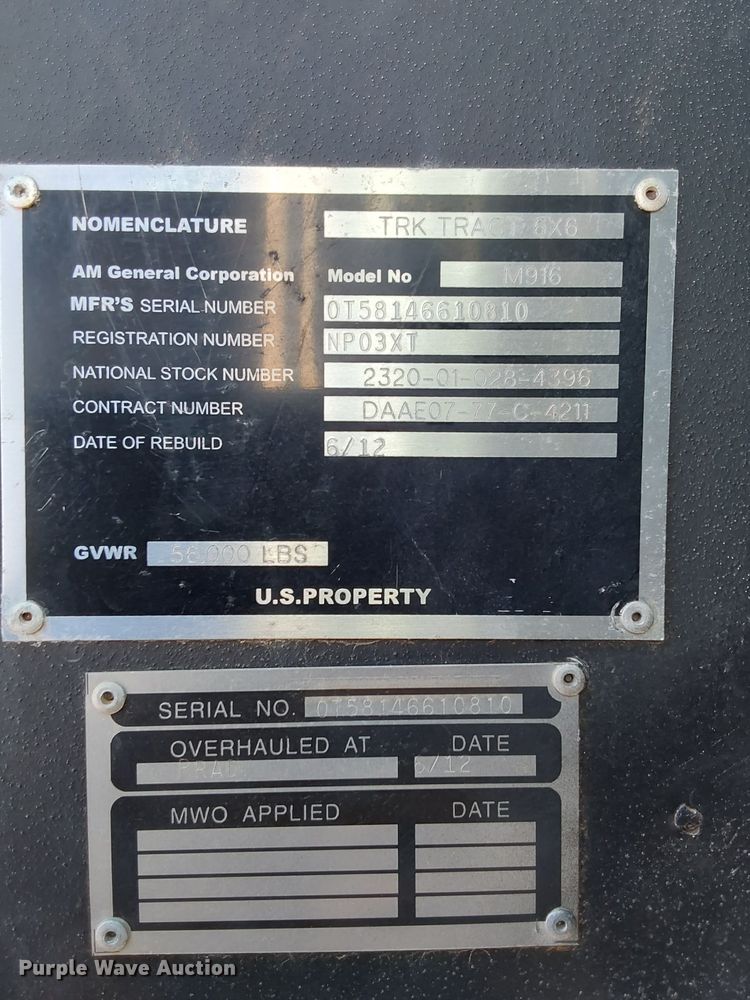 NOMENCLATURE TRK TRACT 6X6
AM General Corporation Model No M916
MFR'S SERIAL NUMBER 0T58146610810
REGISTRATION NUMBER NP03XT
NATIONAL STOCK NUMBER 2320-01-028-4396
CONTRACT NUMBER DAAE07-77-C-4211
DATE OF REBUILD 6/12
GVWR 56000 LBS
U.S.PROPERTY
SERIAL NO. 0T58146610810
OVERHAULED AT DATE
RRAD 6/12
MWO APPLIED DATE
Purple Wave Auction